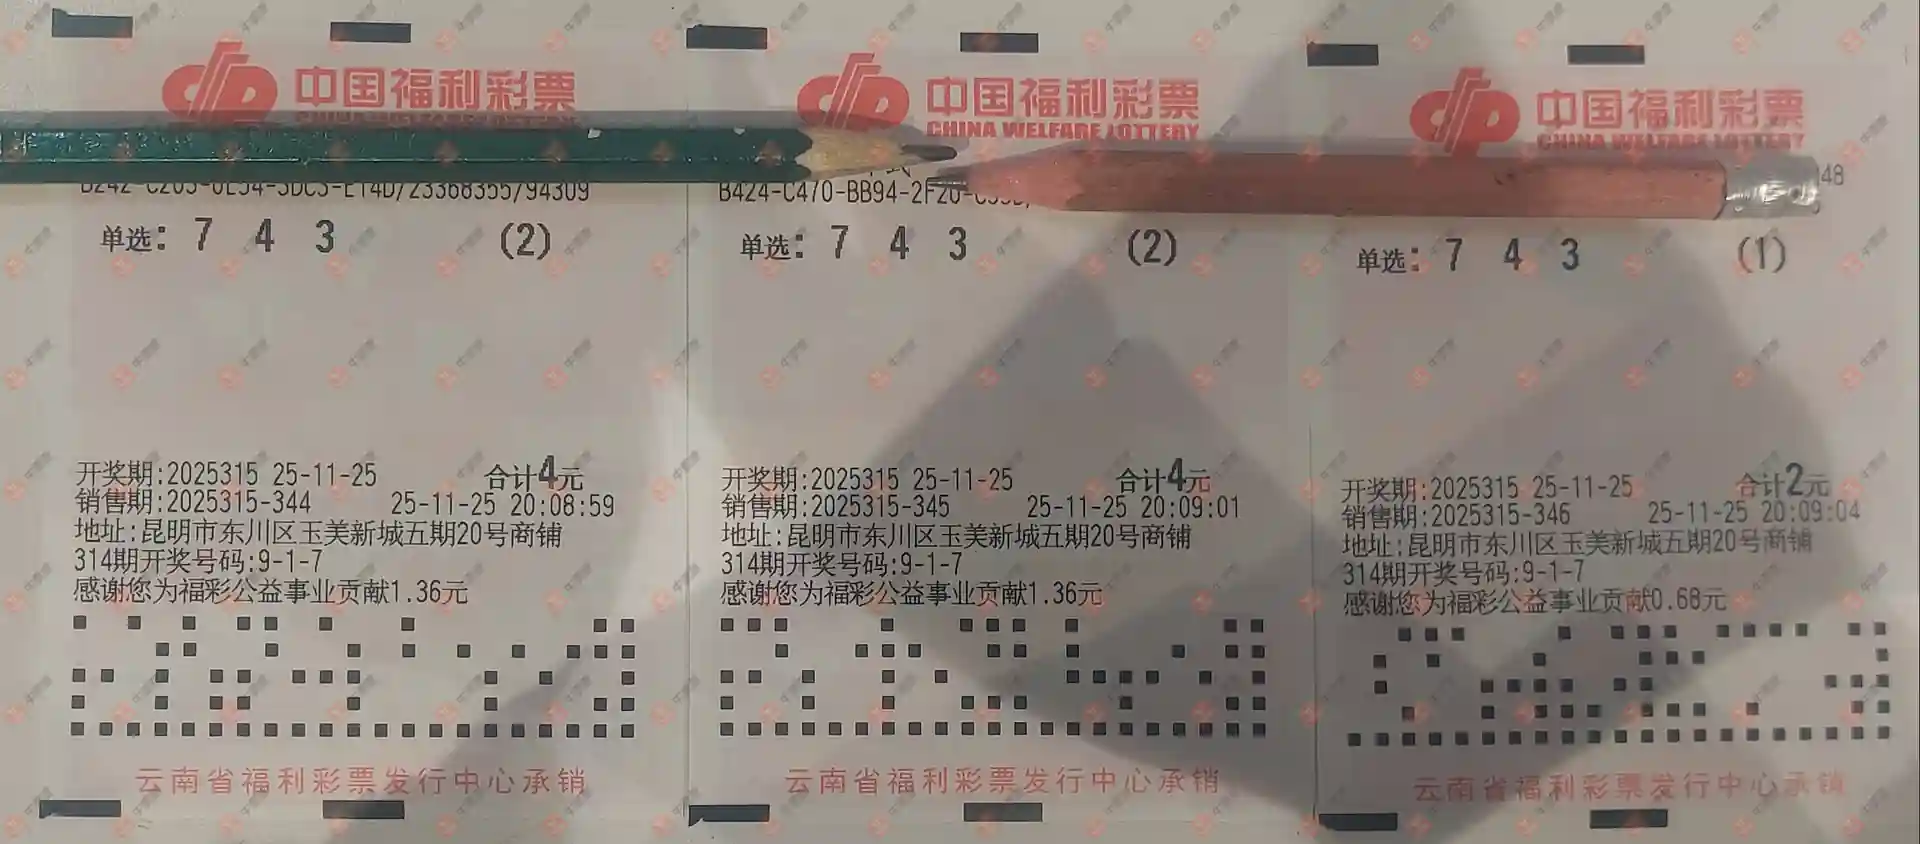 中国福利彩票
B242-C205-0E54-3DC3-E14D/23368355/94309
单选: 7 4 3 (2)
开奖期:2025315 25-11-25 合计4元
销售期:2025315-344 25-11-25 20:08:59
地址:昆明市东川区玉美新城五期20号商铺
314期开奖号码:9-1-7
感谢您为福彩公益事业贡献1.36元
云南省福利彩票发行中心承销
中国福利彩票
CHINA WELFARE LOTTERY
B424-C470-BB94-2F20-
单选: 7 4 3 (2)
开奖期:2025315 25-11-25 合计4元
销售期:2025315-345 25-11-25 20:09:01
地址:昆明市东川区玉美新城五期20号商铺
314期开奖号码:9-1-7
感谢您为福彩公益事业贡献1.36元
云南省福利彩票发行中心承销
中国福利彩票
CHINA WELFARE LOTTERY
48
单选: 7 4 3 (1)
开奖期:2025315 25-11-25 合计2元
销售期:2025315-346 25-11-25 20:09:04
地址:昆明市东川区玉美新城五期20号商铺
314期开奖号码:9-1-7
感谢您为福彩公益事业贡献0.68元
云南省福利彩票发行中心承销